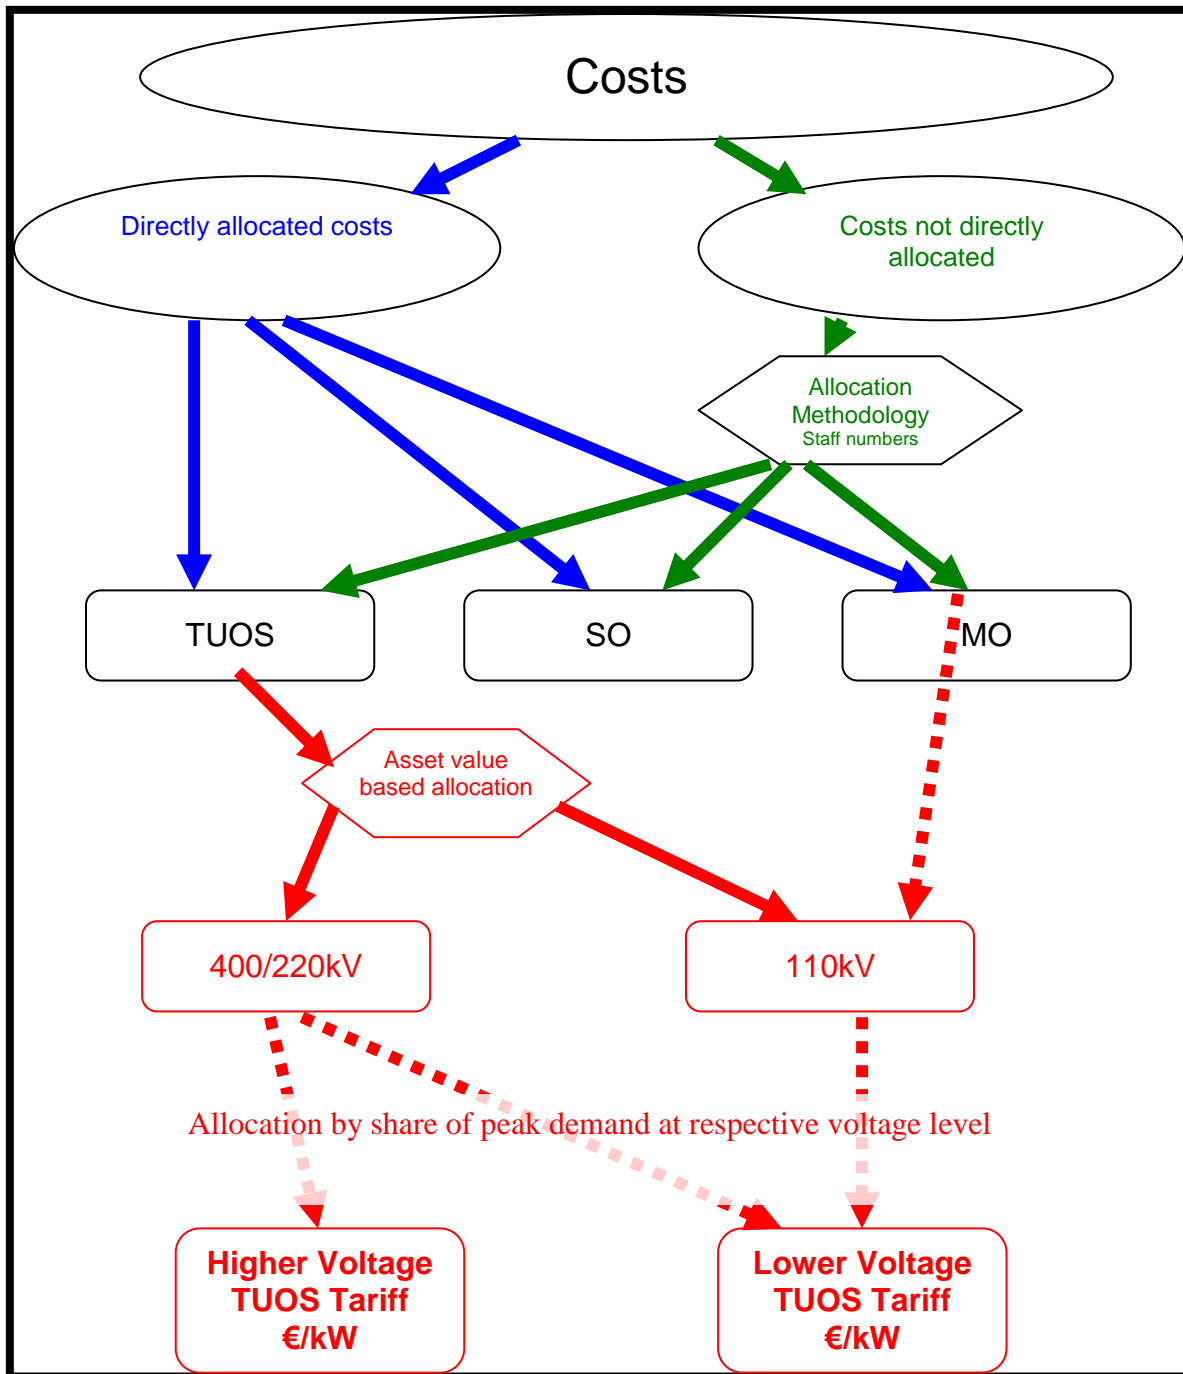 Costs
Directly allocated costs
Costs not directly
allocated
Allocation
Methodology
Staff numbers
TUOS
SO
MO
Asset value
based allocation
400/220kV
110kV
Allocation by share of peak demand at respective voltage level
Higher Voltage
TUOS Tariff
€/kW
Lower Voltage
TUOS Tariff
€/kW